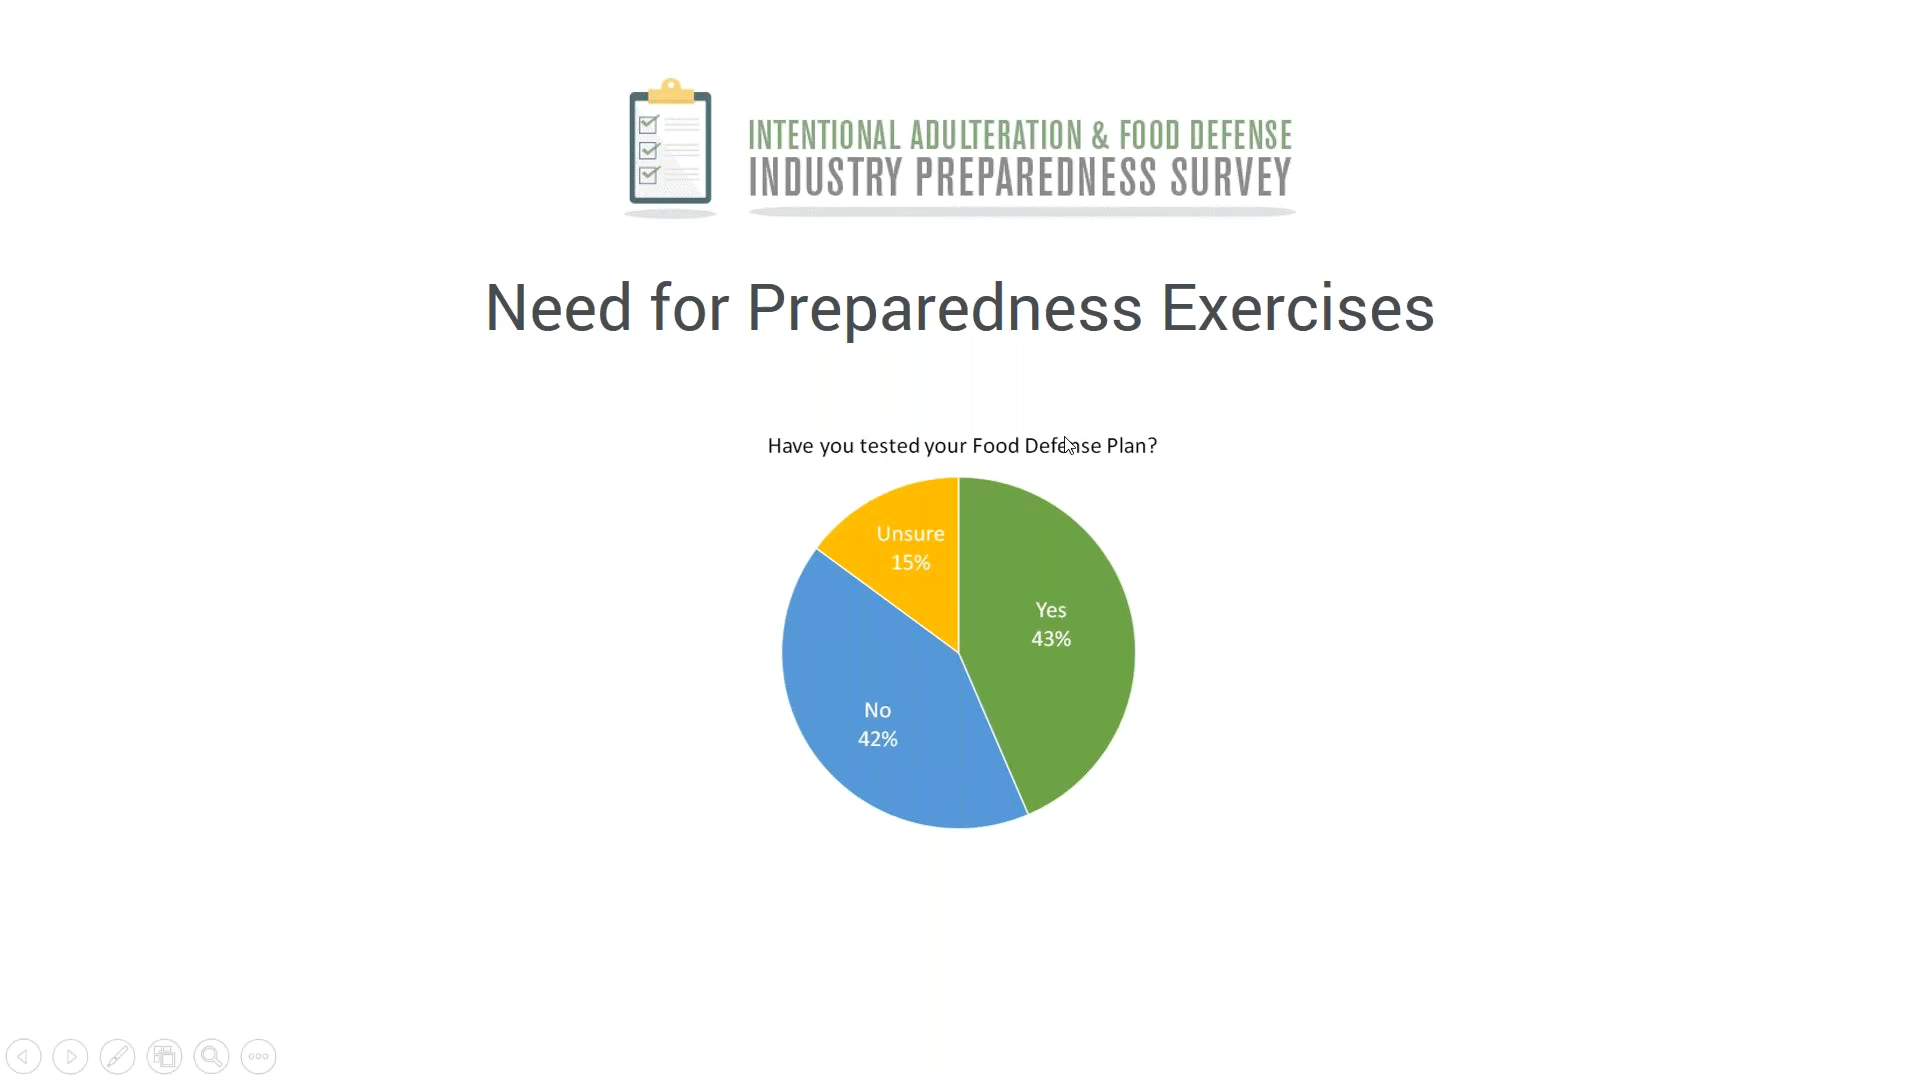 INTENTIONAL ADULTERATION & FOOD DEFENSE
INDUSTRY PREPAREDNESS SURVEY
Need for Preparedness Exercises
Have you tested your Food Defense Plan?
Unsure
15%
Yes
43%
No
42%